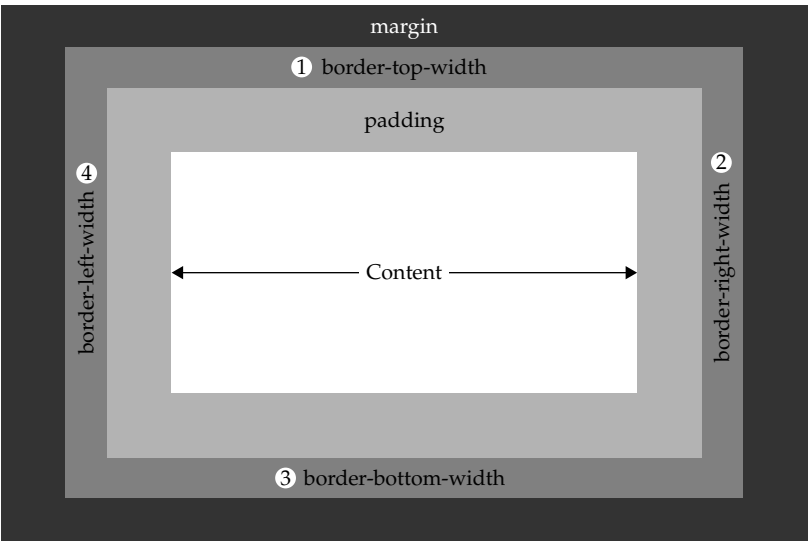 margin
1 border-top-width
padding
4 border-left-width
2 border-right-width
Content
3 border-bottom-width